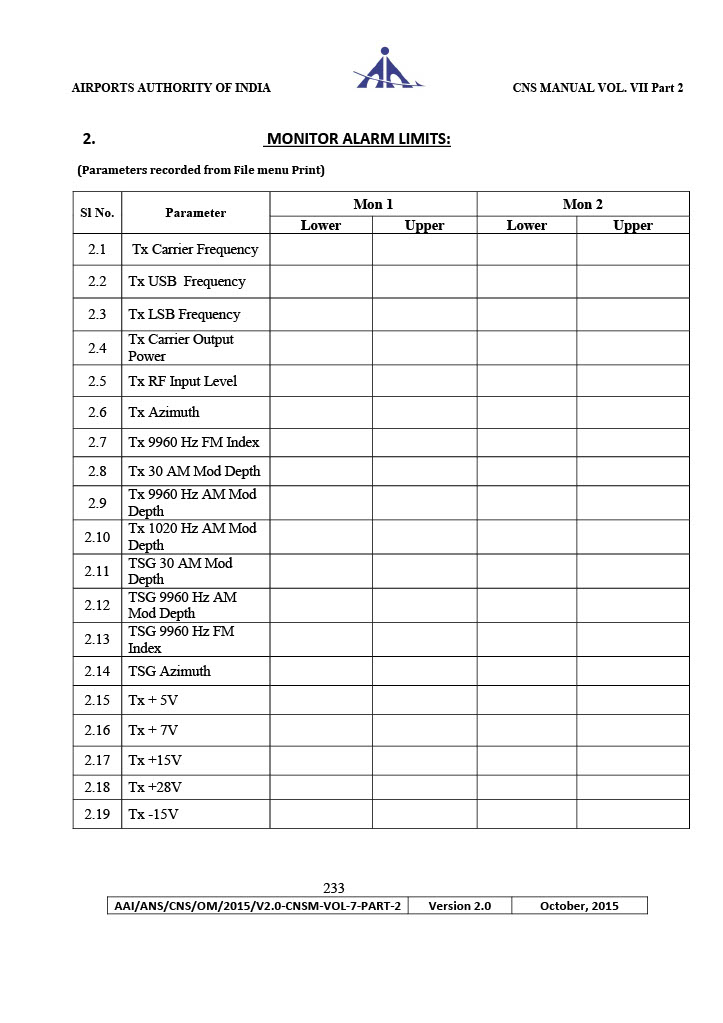 AIRPORTS AUTHORITY OF INDIA
CNS MANUAL VOL. VII Part 2
2. MONITOR ALARM LIMITS:
(Parameters recorded from File menu Print)
Sl No. Parameter Mon 1 Mon 2
Lower Upper Lower Upper
2.1 Tx Carrier Frequency
2.2 Tx USB Frequency
2.3 Tx LSB Frequency
2.4 Tx Carrier Output
Power
2.5 Tx RF Input Level
2.6 Tx Azimuth
2.7 Tx 9960 Hz FM Index
2.8 Tx 30 AM Mod Depth
2.9 Tx 9960 Hz AM Mod
Depth
2.10 Tx 1020 Hz AM Mod
Depth
2.11 TSG 30 AM Mod
Depth
2.12 TSG 9960 Hz AM
Mod Depth
2.13 TSG 9960 Hz FM
Index
2.14 TSG Azimuth
2.15 Tx + 5V
2.16 Tx + 7V
2.17 Tx +15V
2.18 Tx +28V
2.19 Tx -15V
233
AAI/ANS/CNS/OM/2015/V2.0-CNSM-VOL-7-PART-2 Version 2.0 October, 2015